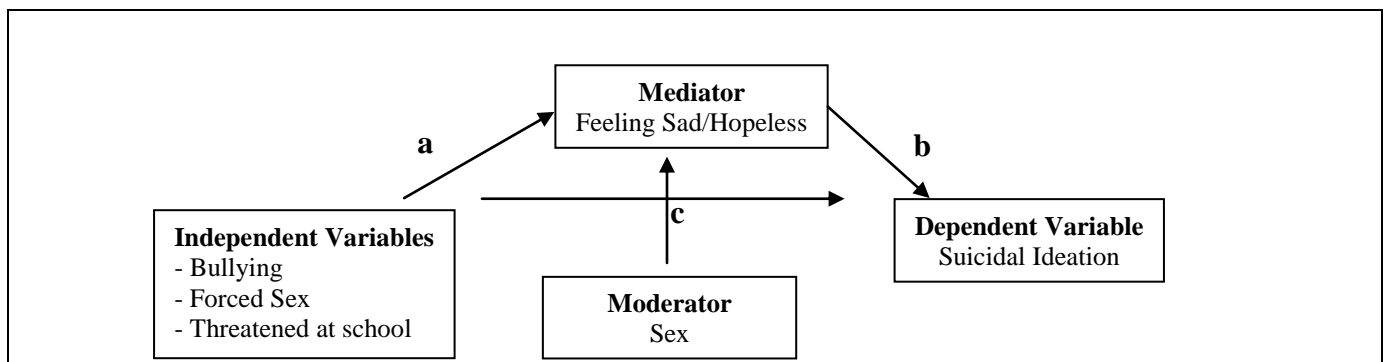 Mediator
Feeling Sad/Hopeless
a
b
c
Independent Variables
- Bullying
- Forced Sex
- Threatened at school
Moderator
Sex
Dependent Variable
Suicidal Ideation